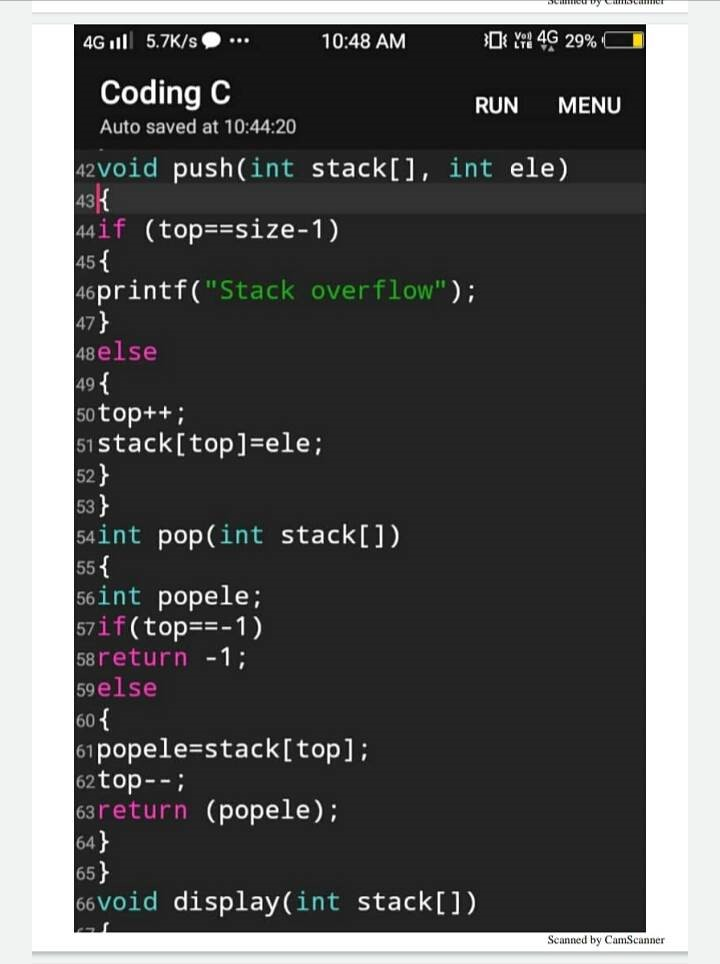 Scanned by CamScanner
4G 5.7K/s ... 10:48 AM VoD LTE 4G 29%
Coding C
RUN MENU
Auto saved at 10:44:20
42void push(int stack[], int ele)
43{
44if (top==size-1)
45{
46printf("Stack overflow");
47}
48else
49{
50top++;
51stack[top]=ele;
52}
53}
54int pop(int stack[])
55{
56int popele;
57if(top==-1)
58return -1;
59else
60{
61popele=stack[top];
62top--;
63return (popele);
64}
65}
66void display(int stack[])
67{
Scanned by CamScanner